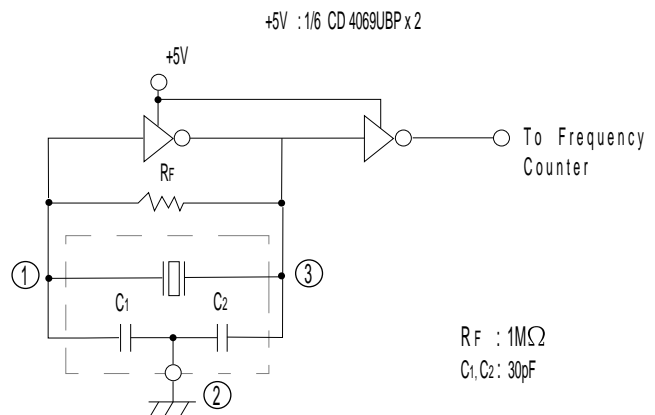 +5V : 1/6 CD 4069UBP x 2
+5V
To Frequency
Counter
RF
1
3
C1
C2
RF : 1MΩ
C1, C2 : 30pF
2